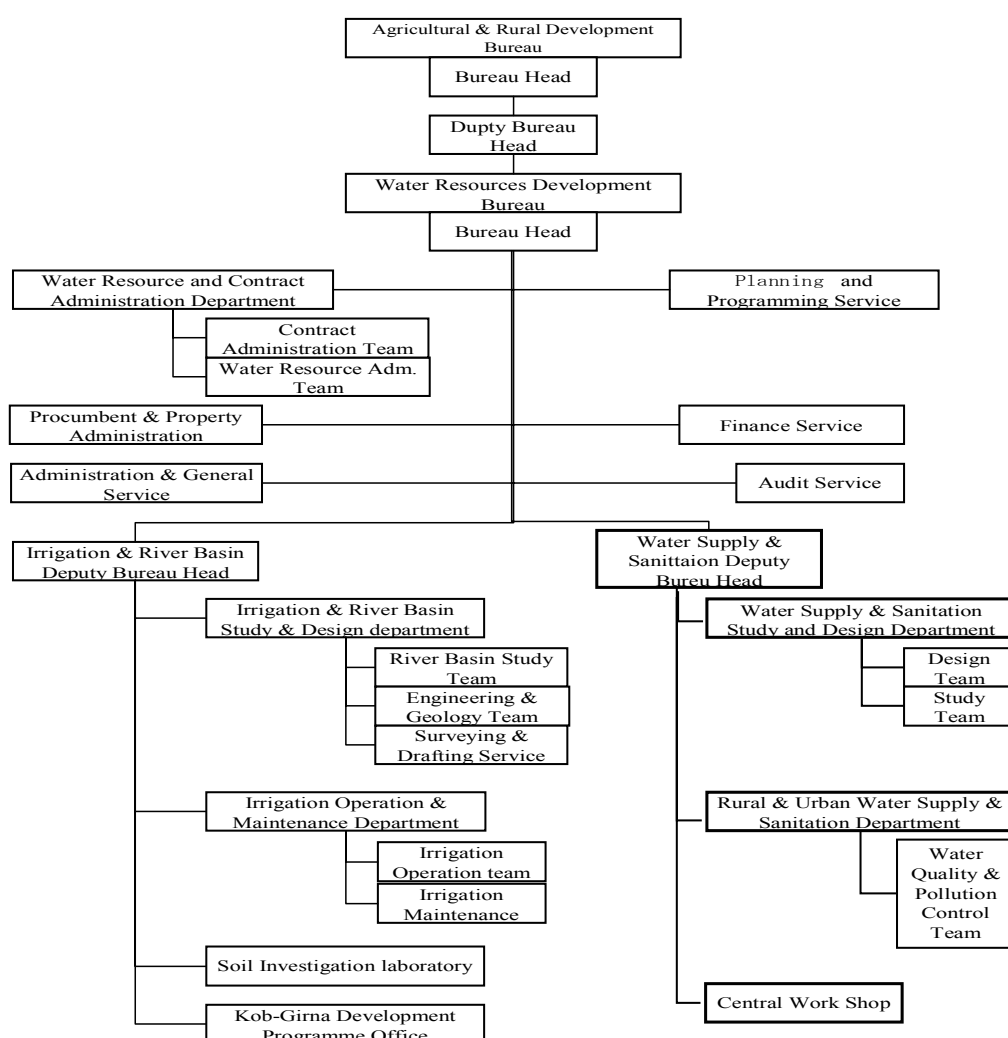 Agricultural & Rural Development
Bureau
Bureau Head
Dupty Bureau
Head
Water Resources Development
Bureau
Bureau Head
Water Resource and Contract
Administration Department
Planning and
Programming Service
Contract
Administration Team
Water Resource Adm.
Team
Procumbent & Property
Administration
Finance Service
Administration & General
Service
Audit Service
Irrigation & River Basin
Deputy Bureau Head
Water Supply &
Sanittaion Deputy
Bureu Head
Irrigation & River Basin
Study & Design department
River Basin Study
Team
Engineering &
Geology Team
Surveying &
Drafting Service
Water Supply & Sanitation
Study and Design Department
Design
Team
Study
Team
Irrigation Operation &
Maintenance Department
Irrigation
Operation team
Irrigation
Maintenance
Rural & Urban Water Supply &
Sanitation Department
Water
Quality &
Pollution
Control
Team
Soil Investigation laboratory
Central Work Shop
Kob-Girna Development
Programme Office